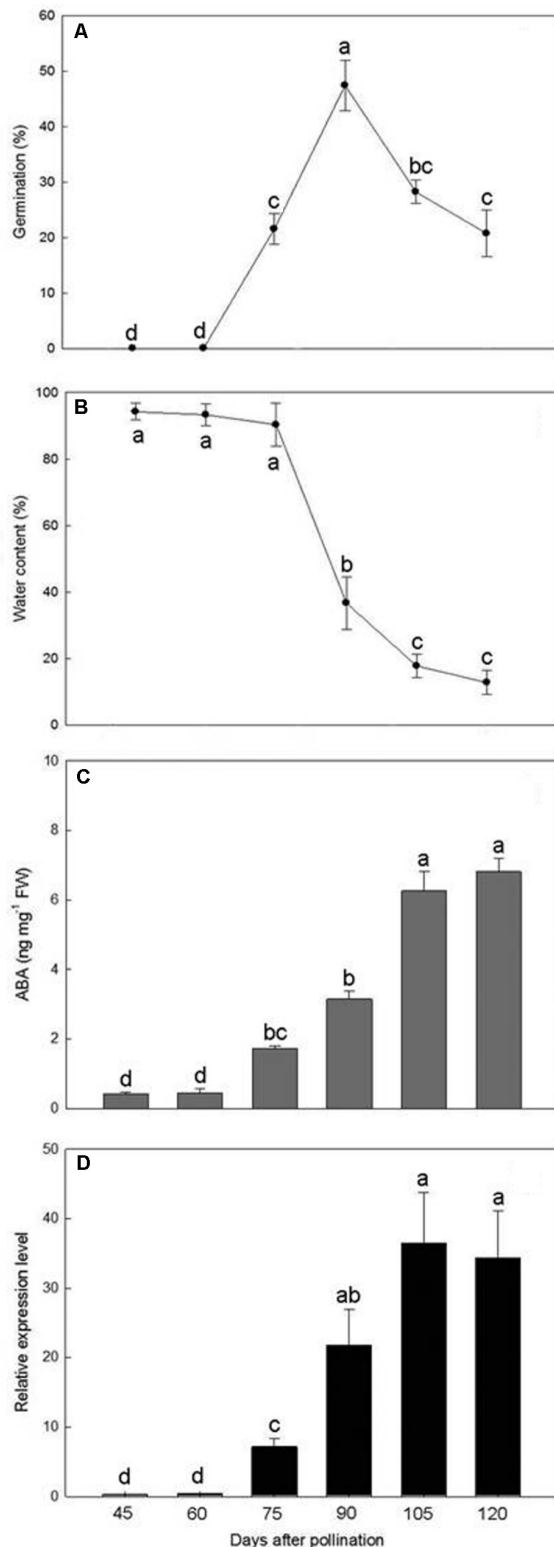 A
60
50
40
30
20
10
0
Germination (%)
d
d
c
a
bc
c
B
100
80
60
40
20
0
Water content (%)
a
a
a
b
c
c
C
10
8
6
4
2
0
ABA (ng mg⁻¹ FW)
d
d
bc
b
a
a
D
50
40
30
20
10
0
Relative expression level
d
d
c
ab
a
a
45 60 75 90 105 120
Days after pollination